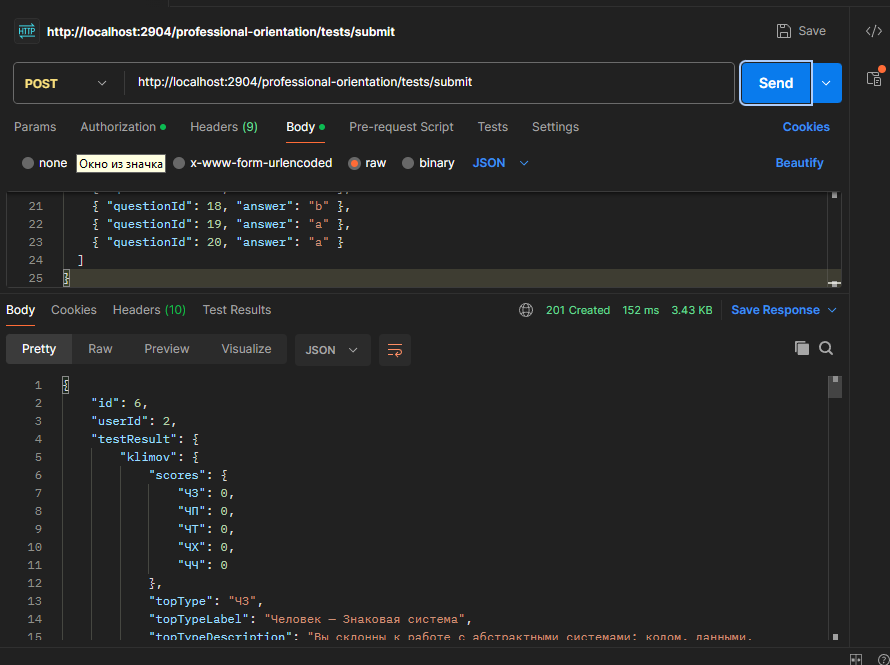 HTTP http://localhost:2904/professional-orientation/tests/submit Save
POST http://localhost:2904/professional-orientation/tests/submit Send
Params Authorization Headers (9) Body Pre-request Script Tests Settings Cookies
none Окно из значка x-www-form-urlencoded raw binary JSON Beautify
21 { "questionId": 18, "answer": "b" },
22 { "questionId": 19, "answer": "a" },
23 { "questionId": 20, "answer": "a" }
24 ]
25 }
Body Cookies Headers (10) Test Results 201 Created 152 ms 3.43 KB Save Response
Pretty Raw Preview Visualize JSON
1 {
2 "id": 6,
3 "userId": 2,
4 "testResult": {
5 "klimov": {
6 "scores": {
7 "ЧЗ": 0,
8 "ЧП": 0,
9 "ЧТ": 0,
10 "ЧХ": 0,
11 "ЧЧ": 0
12 },
13 "topType": "ЧЗ",
14 "topTypeLabel": "Человек — Знаковая система",
15 "topTypeDescription": "Вы склонны к работе с абстрактными системами: кодом, данными,